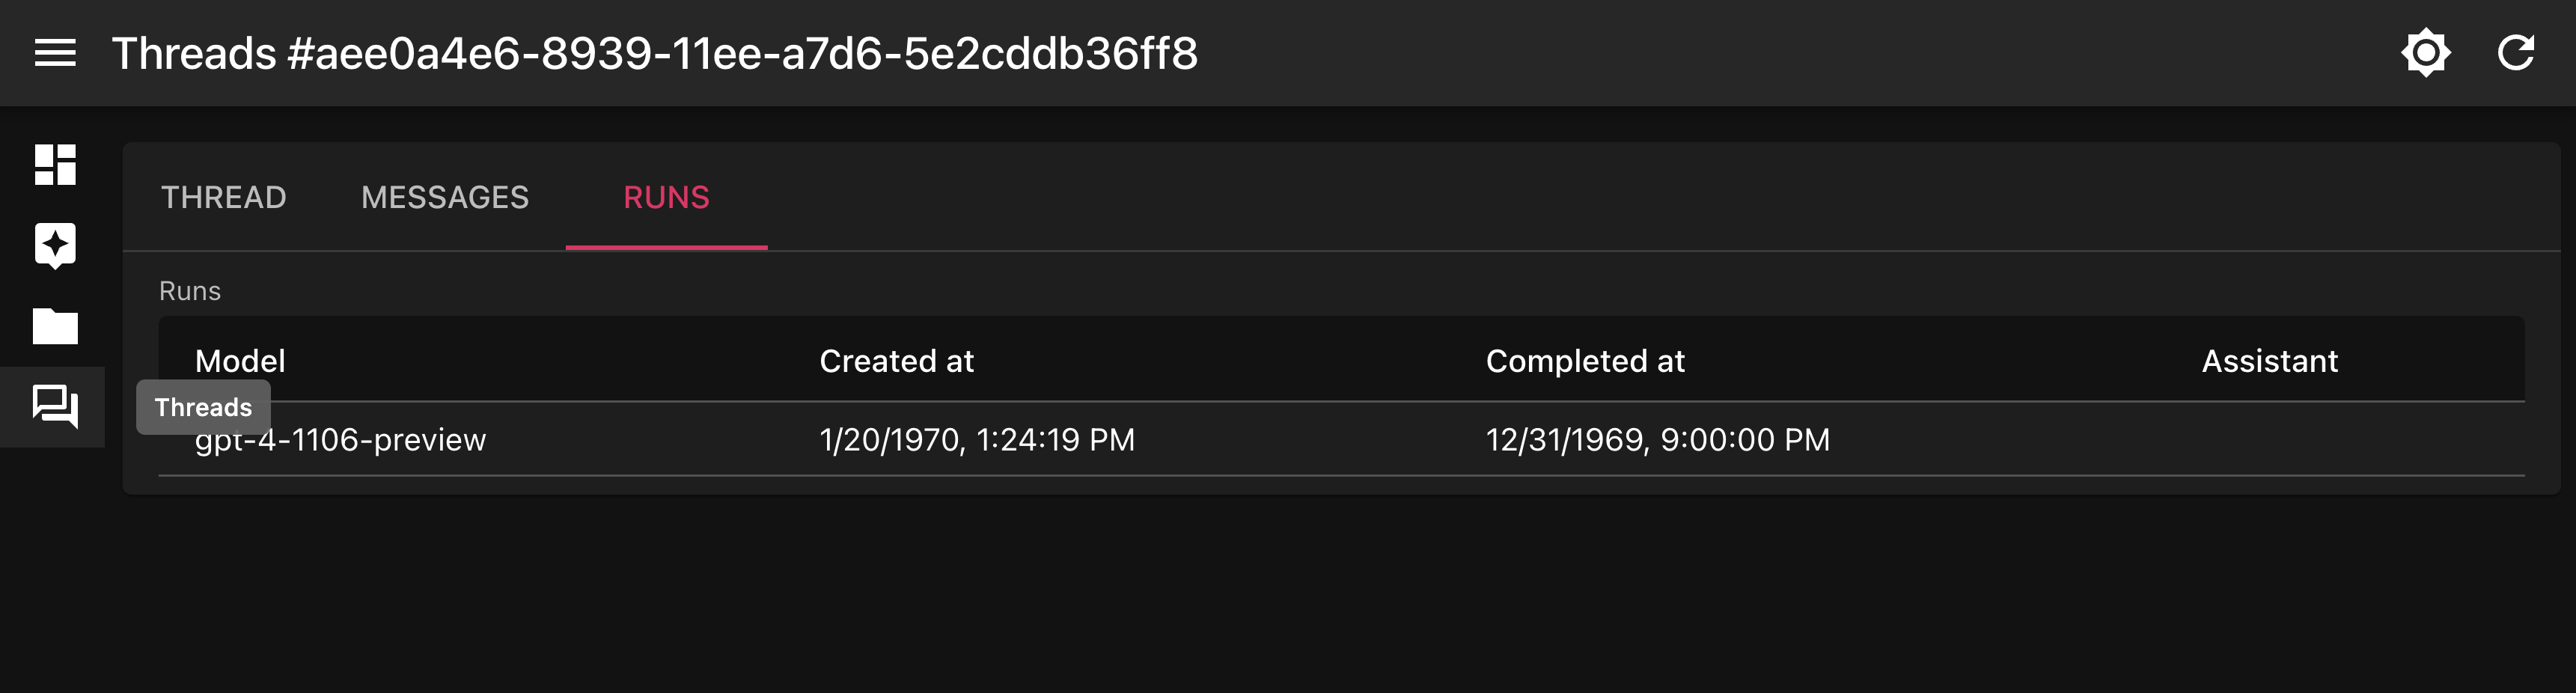 Threads #aee0a4e6-8939-11ee-a7d6-5e2cddb36ff8
THREAD MESSAGES RUNS
Runs
Model Created at Completed at Assistant
Threads
gpt-4-1106-preview 1/20/1970, 1:24:19 PM 12/31/1969, 9:00:00 PM